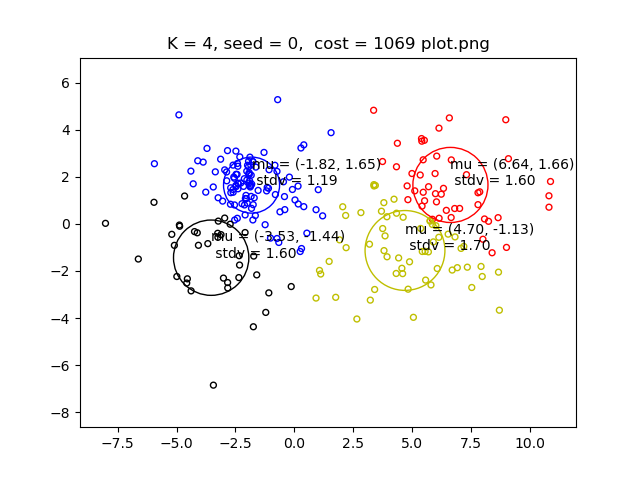 K = 4, seed = 0,  cost = 1069 plot.png
6
4
2
0
−2
−4
−6
−8
mu = (-1.82, 1.65)
stdv = 1.19
mu = (6.64, 1.66)
stdv = 1.60
mu = (-3.53, -1.44)
stdv = 1.60
mu = (4.70, -1.13)
stdv = 1.70
−7.5 −5.0 −2.5 0.0 2.5 5.0 7.5 10.0